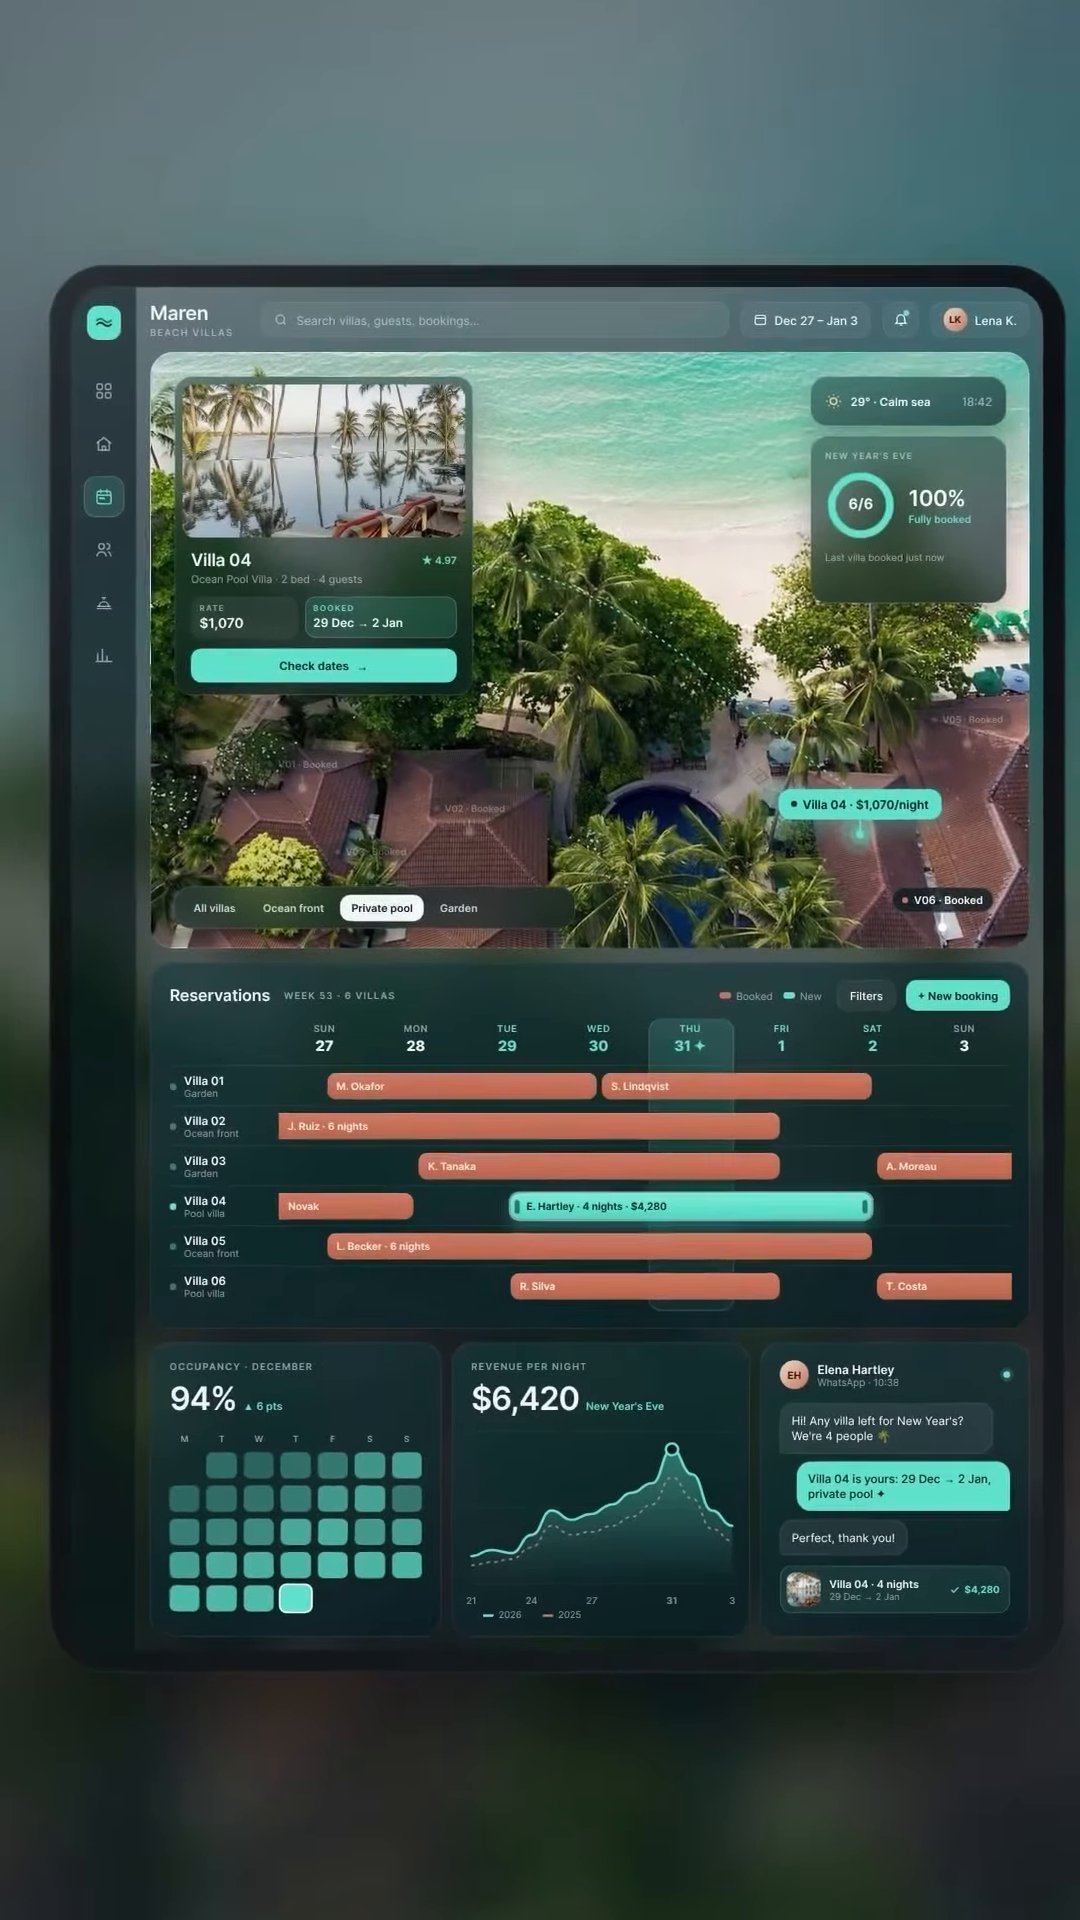 Maren
BEACH VILLAS
Search villas, guests, bookings...
Dec 27 – Jan 3
LK
Lena K.
29° · Calm sea
18:42
NEW YEAR'S EVE
6/6
100%
Fully booked
Last villa booked just now
Villa 04
★ 4.97
Ocean Pool Villa · 2 bed · 4 guests
RATE
$1,070
BOOKED
29 Dec → 2 Jan
Check dates →
V05 · Booked
V01 · Booked
Villa 04 · $1,070/night
V02 · Booked
V03 · Booked
V06 · Booked
All villas
Ocean front
Private pool
Garden
Reservations
WEEK 53 · 6 VILLAS
Booked
New
Filters
+ New booking
SUN
MON
TUE
WED
THU
FRI
SAT
SUN
27
28
29
30
31 ✦
1
2
3
Villa 01
Garden
M. Okafor
S. Lindqvist
Villa 02
Ocean front
J. Ruiz · 6 nights
Villa 03
Garden
K. Tanaka
A. Moreau
Villa 04
Pool villa
Novak
E. Hartley · 4 nights · $4,280
Villa 05
Ocean front
L. Becker · 6 nights
Villa 06
Pool villa
R. Silva
T. Costa
OCCUPANCY · DECEMBER
94%
▲ 6 pts
M T W T F S S
REVENUE PER NIGHT
$6,420
New Year's Eve
21 24 27 31 3
2026
2025
EH
Elena Hartley
WhatsApp · 10:38
Hi! Any villa left for New Year's?
We're 4 people 🌴
Villa 04 is yours: 29 Dec → 2 Jan,
private pool ✦
Perfect, thank you!
Villa 04 · 4 nights
29 Dec → 2 Jan
✓ $4,280